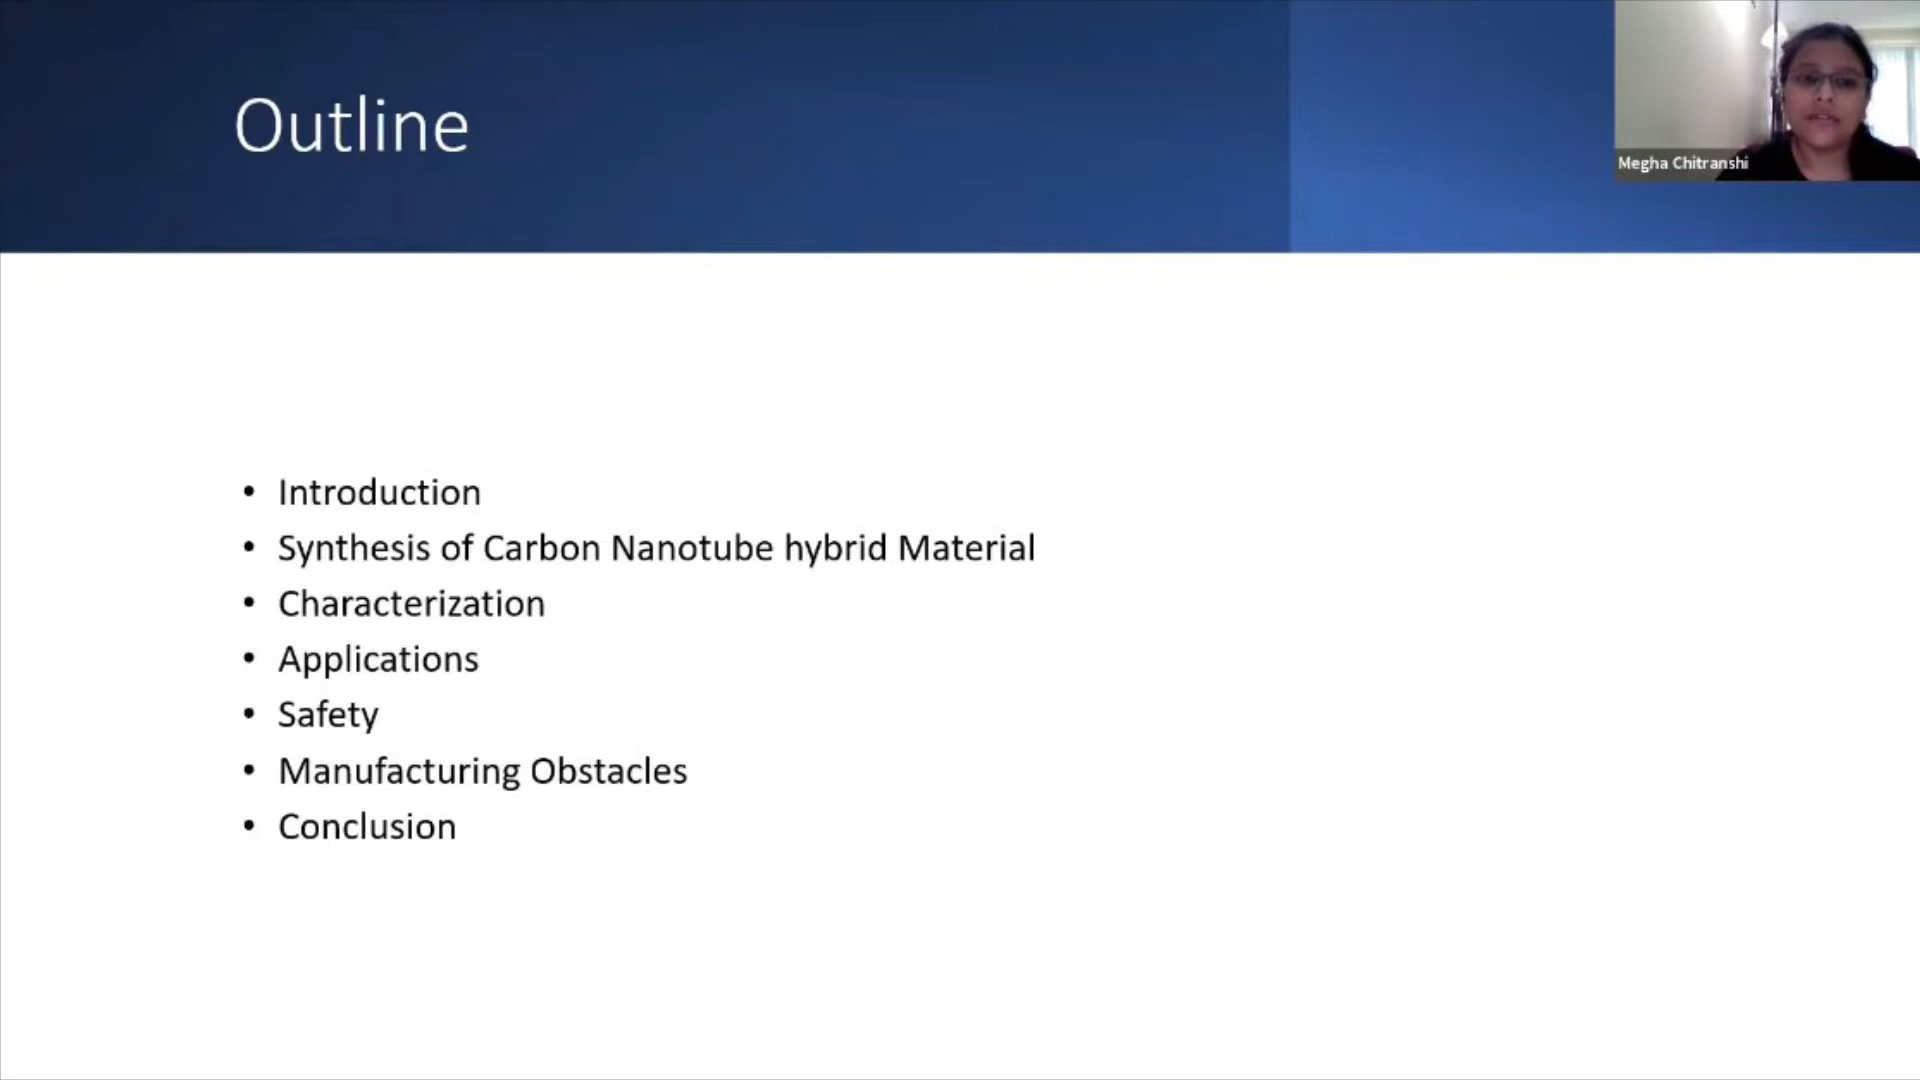 Outline
Megha Chitranshi
• Introduction
• Synthesis of Carbon Nanotube hybrid Material
• Characterization
• Applications
• Safety
• Manufacturing Obstacles
• Conclusion